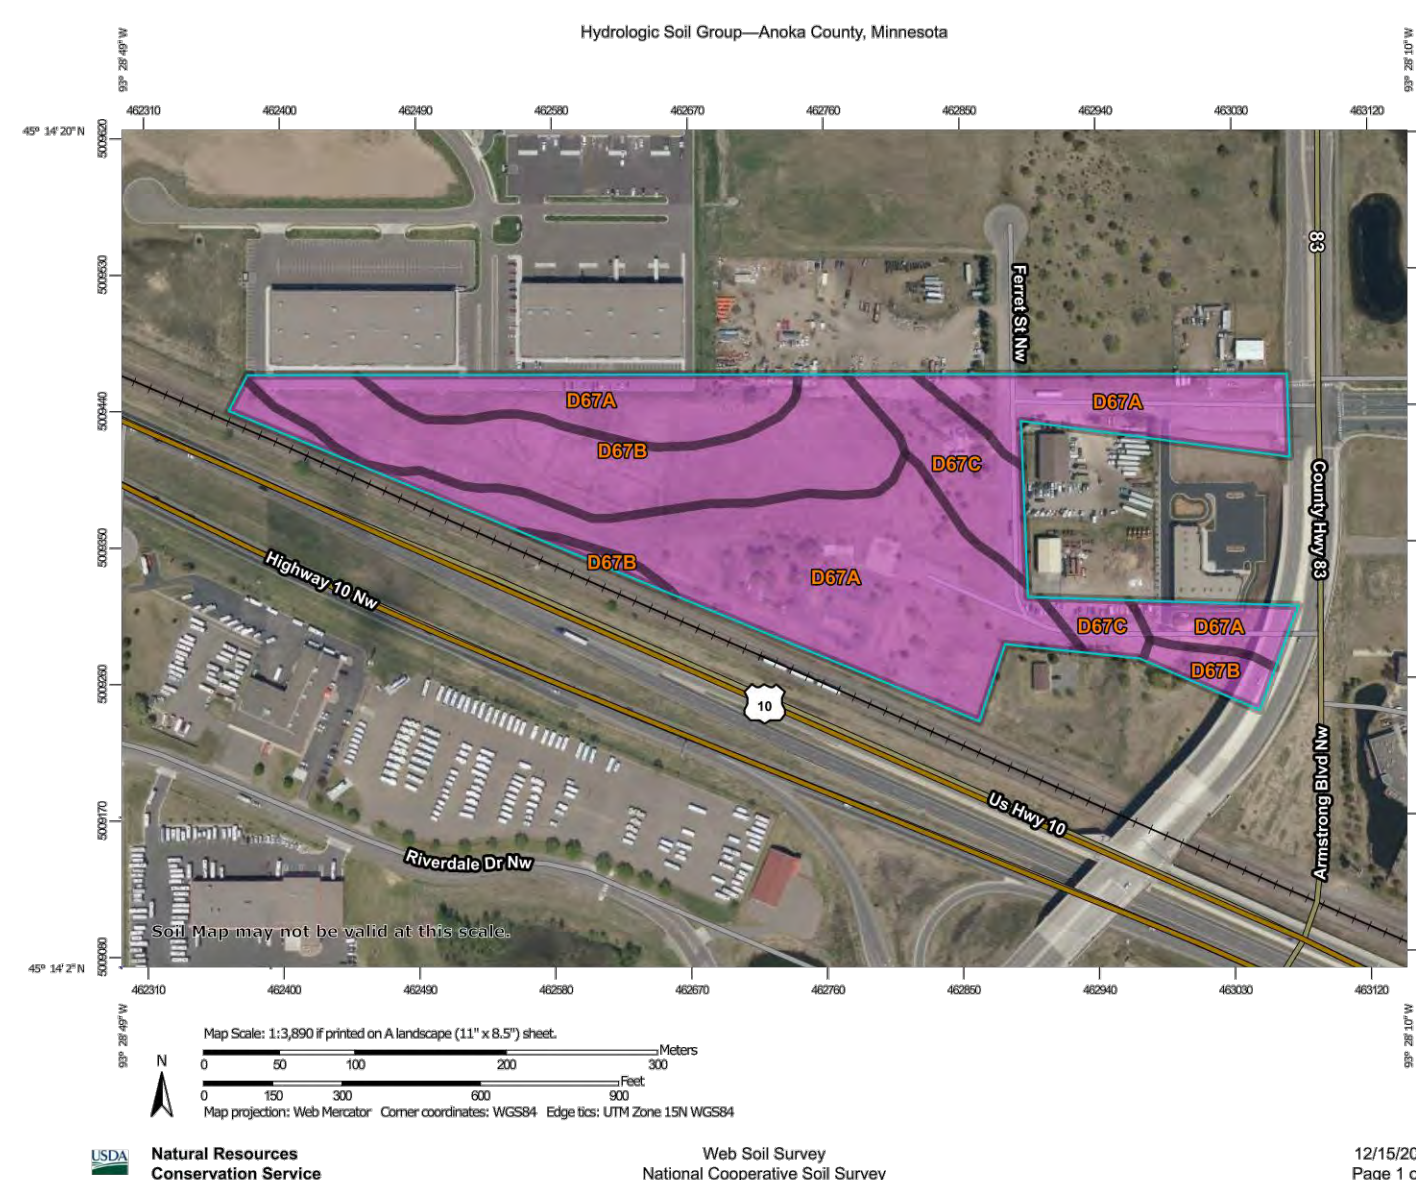 Hydrologic Soil Group—Anoka County, Minnesota
93° 28' 49" W
93° 28' 10" W
462310 462400 462490 462580 462670 462760 462850 462940 463030 463120
45° 14' 20" N
5009620
5009530
5009440
5009350
5009260
5009170
5009080
83
Ferret St Nw
D67A
D67A
D67B
D67C
D67B
D67A
D67C
D67A
D67B
County Hwy 83
Highway 10 Nw
10
Us Hwy 10
Armstrong Blvd Nw
Riverdale Dr Nw
Soil Map may not be valid at this scale.
45° 14' 2" N
462310 462400 462490 462580 462670 462760 462850 462940 463030 463120
93° 28' 49" W
93° 28' 10" W
Map Scale: 1:3,890 if printed on A landscape (11" x 8.5") sheet.
Meters
0 50 100 200 300
Feet
0 150 300 600 900
N
Map projection: Web Mercator Corner coordinates: WGS84 Edge tics: UTM Zone 15N WGS84
USDA
Natural Resources
Conservation Service
Web Soil Survey
National Cooperative Soil Survey
12/15/20
Page 1 o